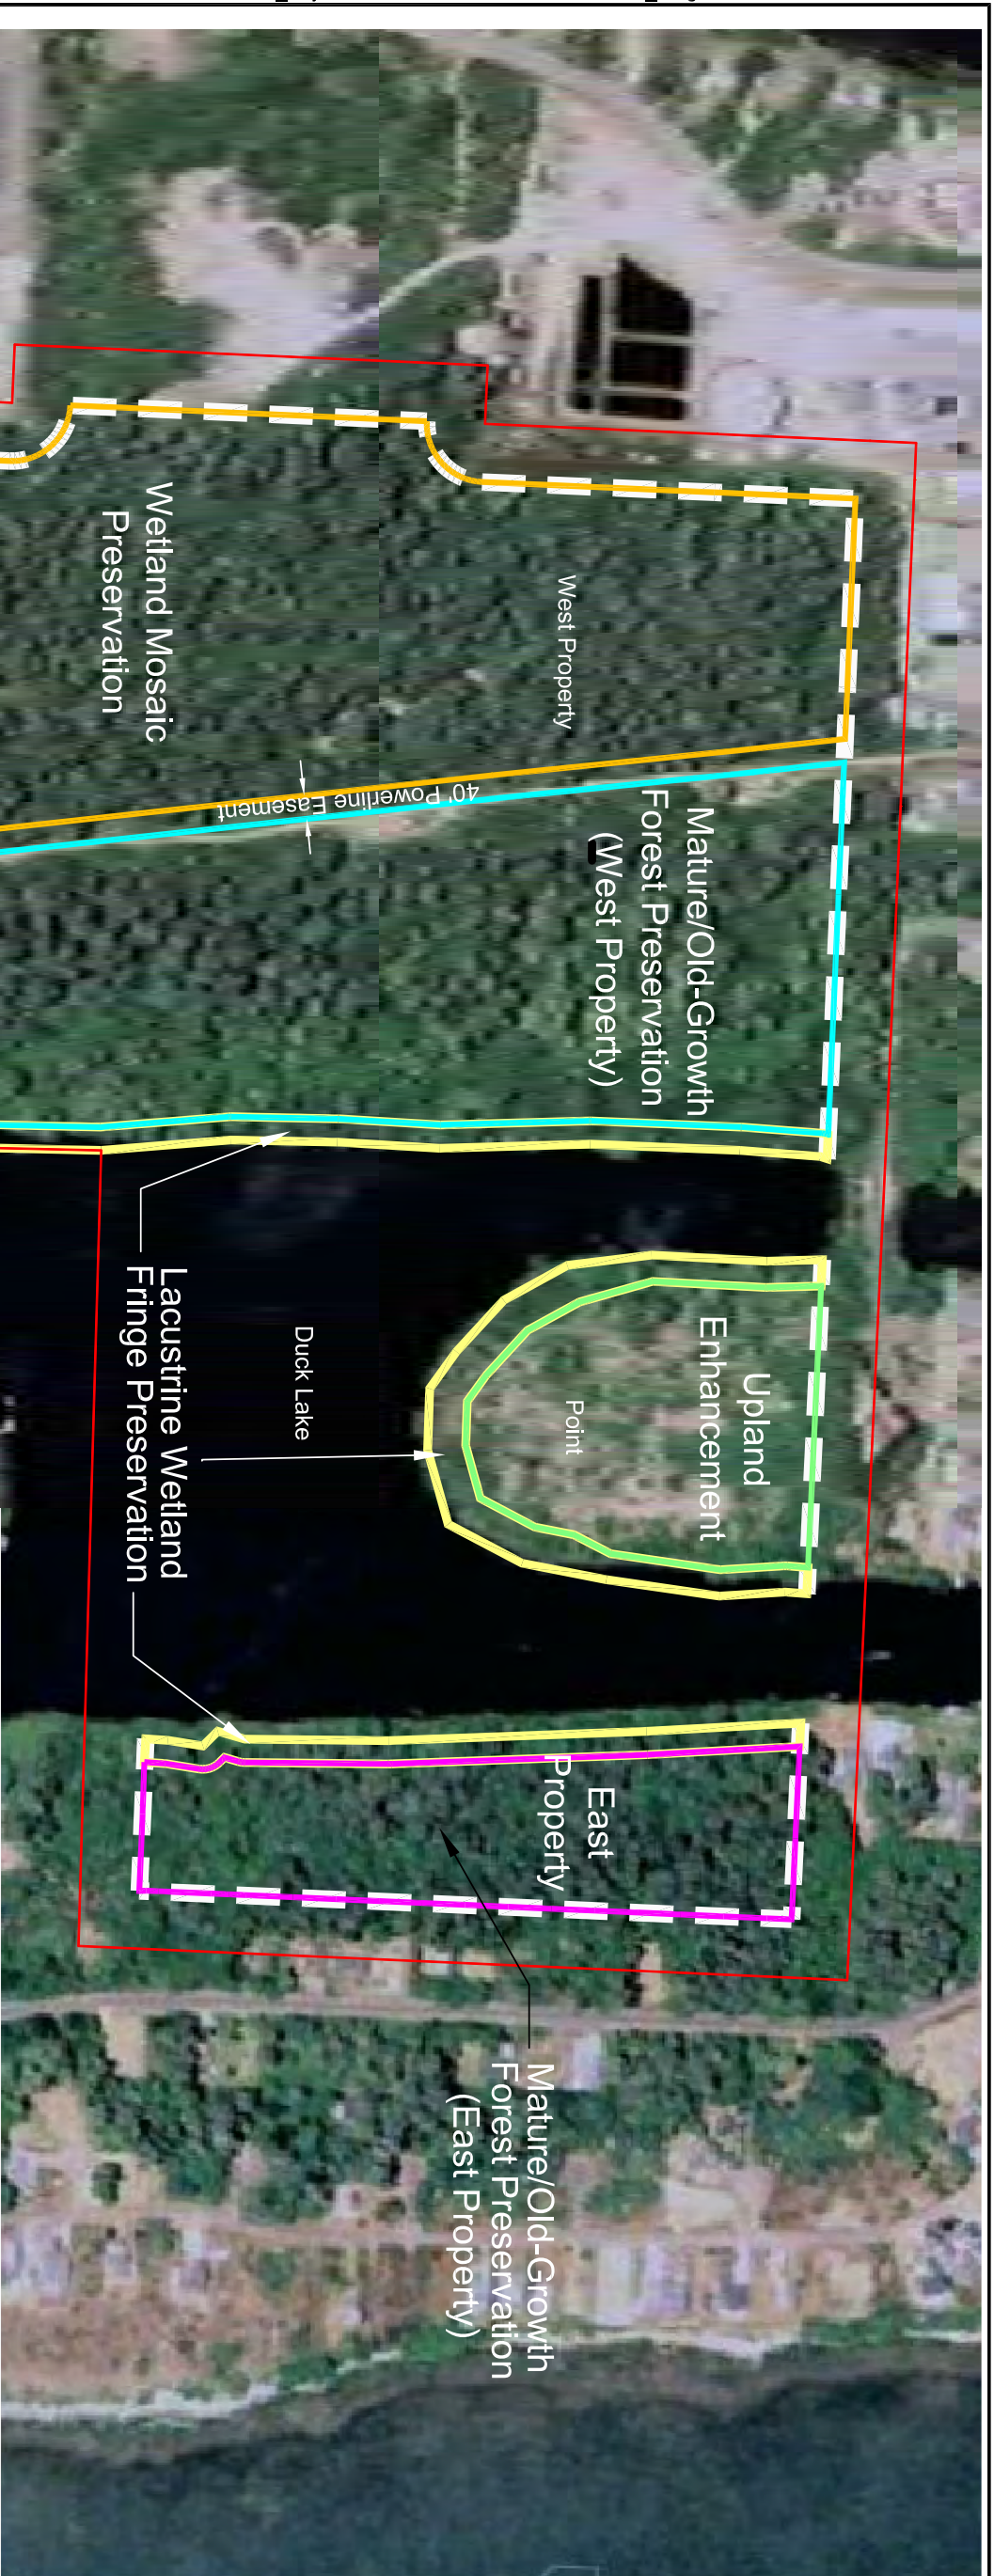 Wetland Mosaic
Preservation
West Property
40' Powerline Easement
Mature/Old-Growth
Forest Preservation
(West Property)
Lacustrine Wetland
Fringe Preservation
Duck Lake
Upland
Enhancement
Point
East
Property
Mature/Old-Growth
Forest Preservation
(East Property)